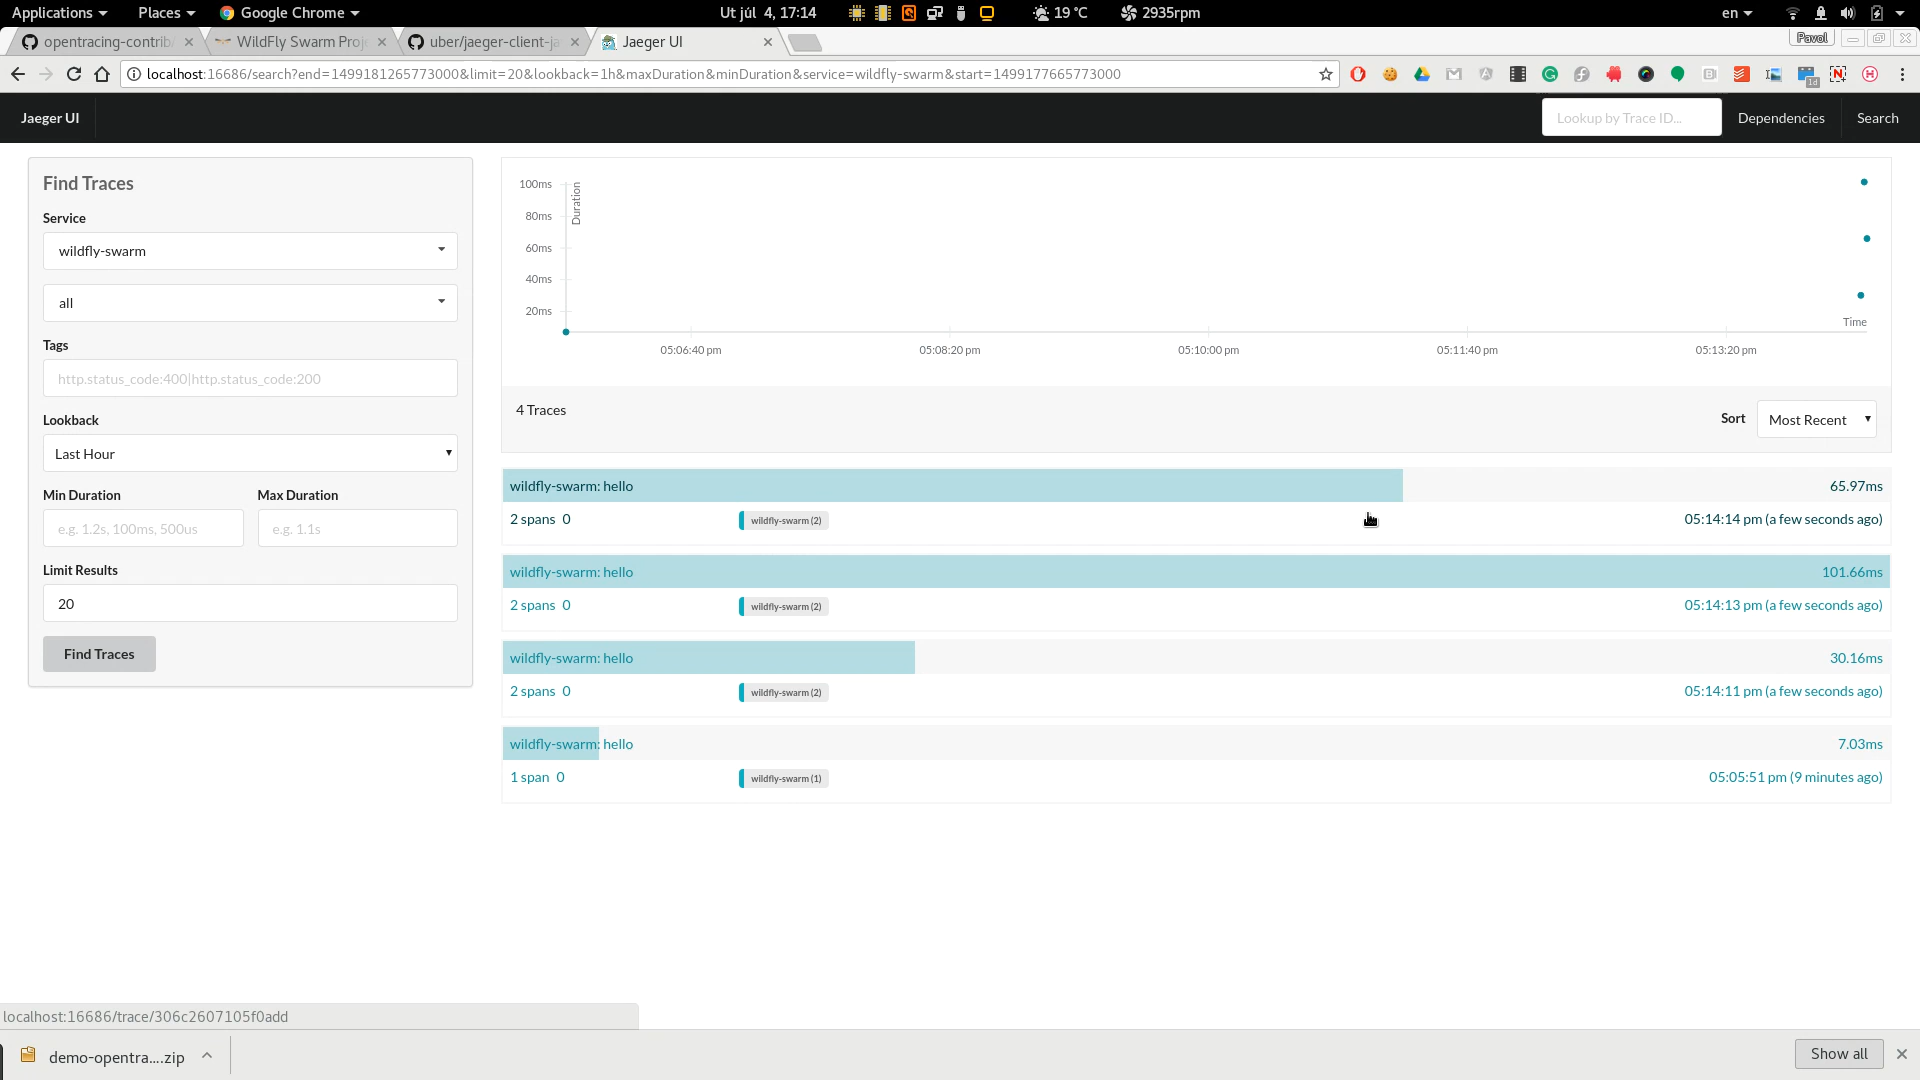 Applications Places Google Chrome Ut júl 4, 17:14 19 °C 2935rpm en
opentracing-contrib WildFly Swarm Proj uber/jaeger-client-ja Jaeger UI Pavol
localhost:16686/search?end=1499181265773000&limit=20&lookback=1h&maxDuration&minDuration&service=wildfly-swarm&start=1499177665773000 1d
Jaeger UI Lookup by Trace ID... Dependencies Search
Find Traces
Service
wildfly-swarm
all
Tags
http.status_code:400|http.status_code:200
Lookback
Last Hour
Min Duration Max Duration
e.g. 1.2s, 100ms, 500us e.g. 1.1s
Limit Results
20
Find Traces
Duration
100ms
80ms
60ms
40ms
20ms
Time
05:06:40 pm 05:08:20 pm 05:10:00 pm 05:11:40 pm 05:13:20 pm
4 Traces Sort Most Recent
wildfly-swarm: hello 65.97ms
2 spans 0 wildfly-swarm (2) 05:14:14 pm (a few seconds ago)
wildfly-swarm: hello 101.66ms
2 spans 0 wildfly-swarm (2) 05:14:13 pm (a few seconds ago)
wildfly-swarm: hello 30.16ms
2 spans 0 wildfly-swarm (2) 05:14:11 pm (a few seconds ago)
wildfly-swarm: hello 7.03ms
1 span 0 wildfly-swarm (1) 05:05:51 pm (9 minutes ago)
localhost:16686/trace/306c2607105f0add
demo-opentra....zip Show all